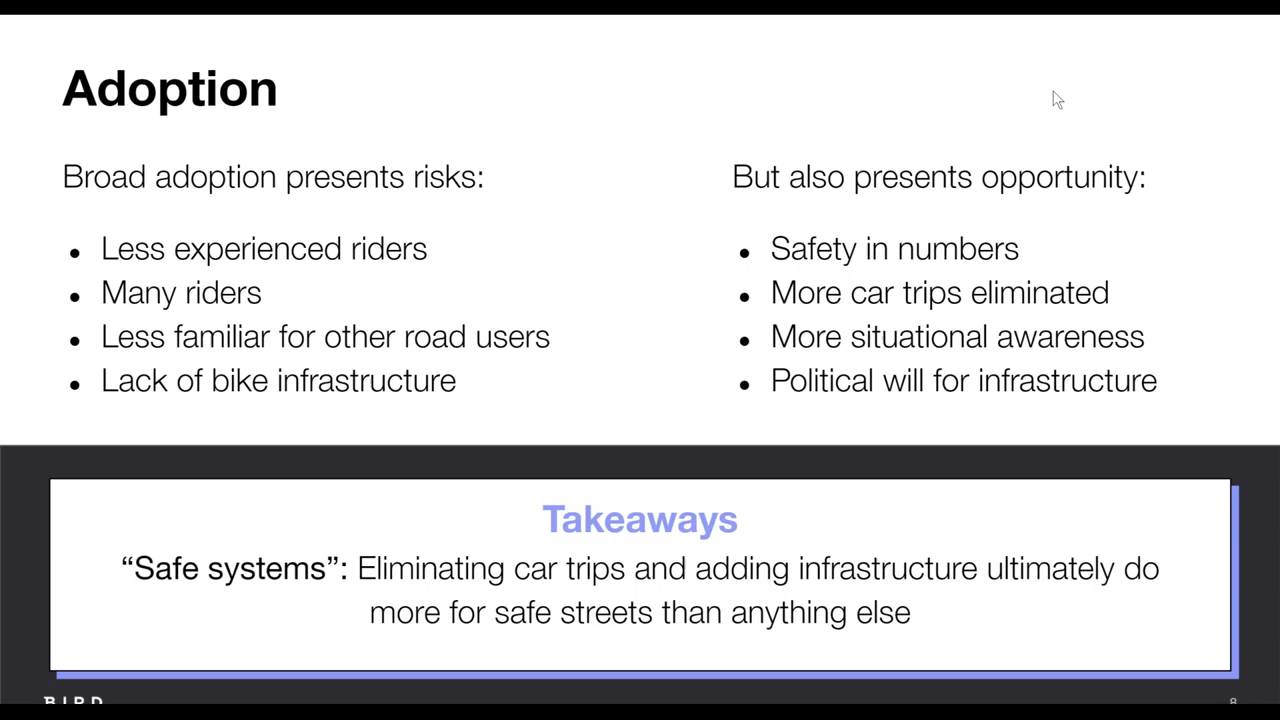 Adoption
Broad adoption presents risks:
• Less experienced riders
• Many riders
• Less familiar for other road users
• Lack of bike infrastructure
But also presents opportunity:
• Safety in numbers
• More car trips eliminated
• More situational awareness
• Political will for infrastructure
Takeaways
“Safe systems”: Eliminating car trips and adding infrastructure ultimately do
more for safe streets than anything else
BIRD
8